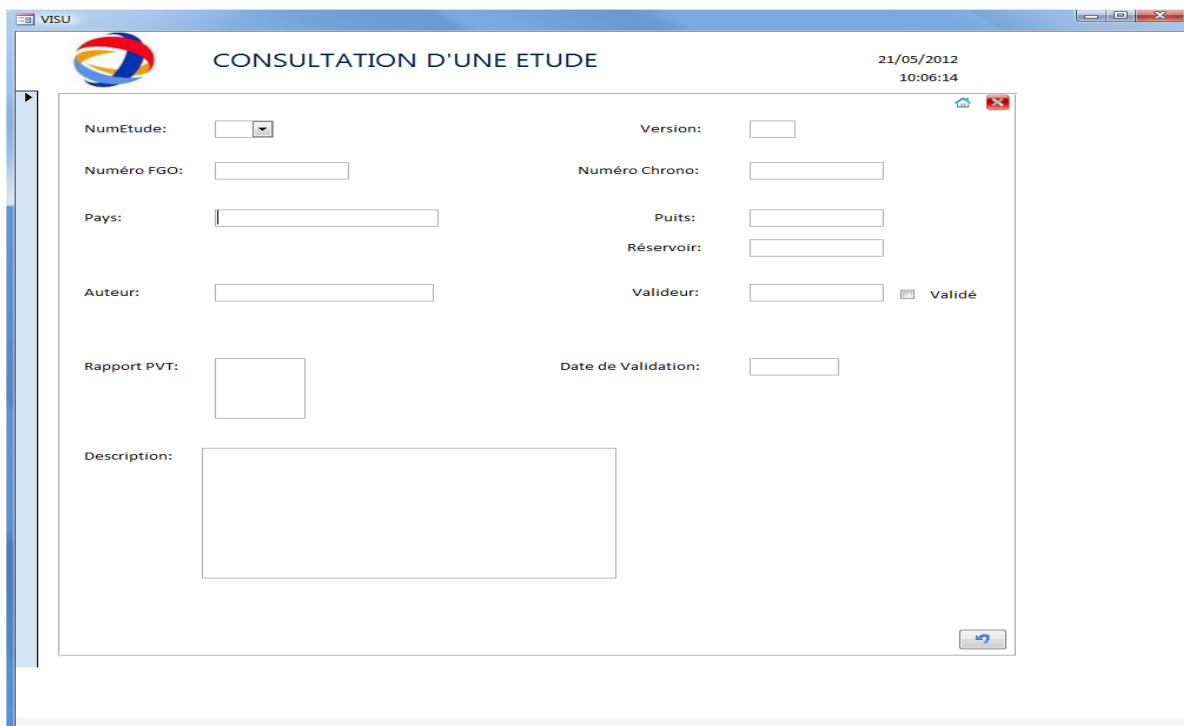 VISU
CONSULTATION D'UNE ETUDE
21/05/2012
10:06:14
NumEtude:
Version:
Numéro FGO:
Numéro Chrono:
Pays:
Puits:
Réservoir:
Auteur:
Valideur:
Validé
Rapport PVT:
Date de Validation:
Description: